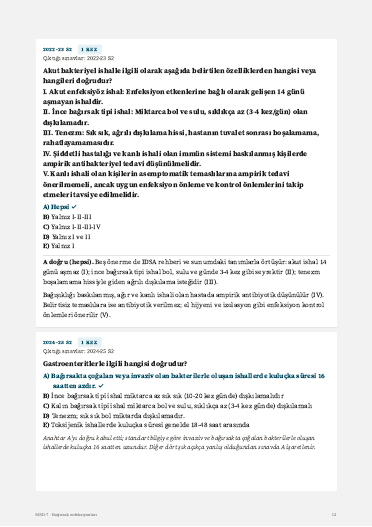 2022-23 S2 1 KEZ
Çıktığı sınavlar: 2022-23 S2
Akut bakteriyel ishalle ilgili olarak aşağıda belirtilen özelliklerden hangisi veya
hangileri doğrudur?
I. Akut enfeksiyöz ishal: Enfeksiyon etkenlerine bağlı olarak gelişen 14 günü
aşmayan ishaldir.
II. İnce bağırsak tipi ishal: Miktarca bol ve sulu, sıklıkça az (3-4 kez/gün) olan
dışkılamadır.
III. Tenezm: Sık sık, ağrılı dışkılama hissi, hastanın tuvalet sonrası boşalamama,
rahatlayamamasıdır.
IV. Şiddetli hastalığı ve kanlı ishali olan immün sistemi baskılanmış kişilerde
ampirik antibakteriyel tedavi düşünülmelidir.
V. Kanlı ishali olan kişilerin asemptomatik temaslılarına ampirik tedavi
önerilmemeli, ancak uygun enfeksiyon önleme ve kontrol önlemlerini takip
etmeleri tavsiye edilmelidir.
A) Hepsi ✓
B) Yalnız I-II-III
C) Yalnız I-II-III-IV
D) Yalnız I ve II
E) Yalnız I
A doğru (hepsi). Beş önerme de IDSA rehberi ve sunumdaki tanımlarla örtüşür: akut ishal 14
günü aşmaz (I); ince bağırsak tipi ishal bol, sulu ve günde 3-4 kez gibi seyrektir (II); tenezm
boşalamama hissiyle giden ağrılı dışkılama isteğidir (III).
Bağışıklığı baskılanmış, ağır ve kanlı ishali olan hastada ampirik antibiyotik düşünülür (IV).
Belirtisiz temaslılara ise antibiyotik verilmez; el hijyeni ve izolasyon gibi enfeksiyon kontrol
önlemleri önerilir (V).
2024-25 S2 1 KEZ
Çıktığı sınavlar: 2024-25 S2
Gastroenteritlerle ilgili hangisi doğrudur?
A) Bağırsakta çoğalan veya invaziv olan bakterilerle oluşan ishallerde kuluçka süresi 16
saatten azdır. ✓
B) İnce bağırsak tipi ishal miktarca az sık sık (10-20 kez günde) dışkılamalıdır
C) Kalın bağırsak tipi ishal miktarca bol ve sulu, sıklıkça az (3-4 kez günde) dışkılamalı
D) Tenezm; sık sık bol miktarda dışkılamadır.
E) Toksijenik ishallerde kuluçka süresi genelde 18-48 saat arasında
Anahtar A'yı doğru kabul etti; standart bilgiye göre invaziv ve bağırsakta çoğalan bakterilerle oluşan
ishallerde kuluçka 16 saatten uzundur. Diğer dört şık açıkça yanlış olduğundan sınavda A işaretlenir.
12